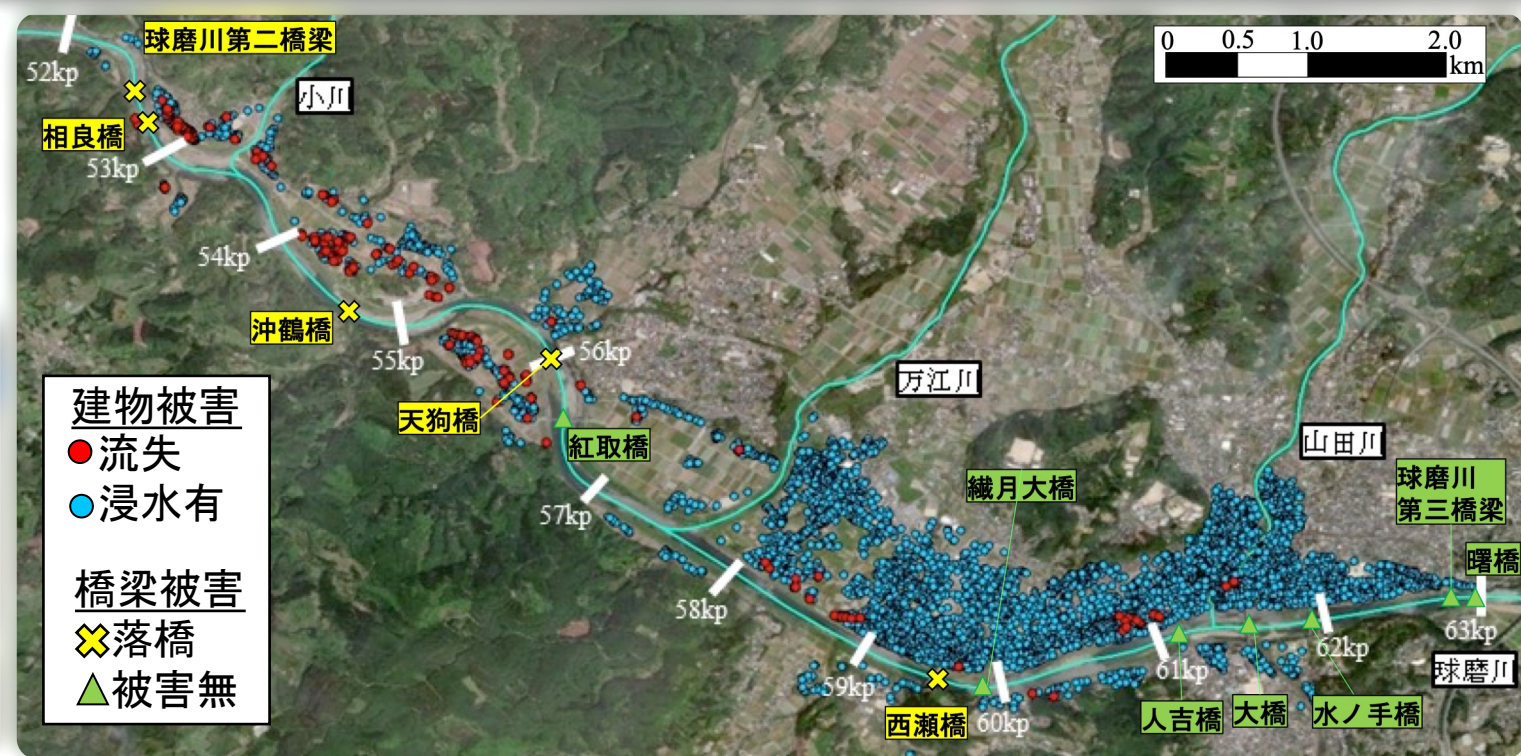 球磨川第二橋梁
0 0.5 1.0 2.0
km
52kp
小川
相良橋
53kp
54kp
沖鶴橋
55kp
56kp
天狗橋
紅取橋
万江川
山田川
繊月大橋
球磨川
第三橋梁
曙橋
57kp
58kp
59kp
西瀬橋
60kp
61kp
人吉橋
大橋
水ノ手橋
62kp
63kp
球磨川
建物被害
流失
浸水有
橋梁被害
落橋
被害無